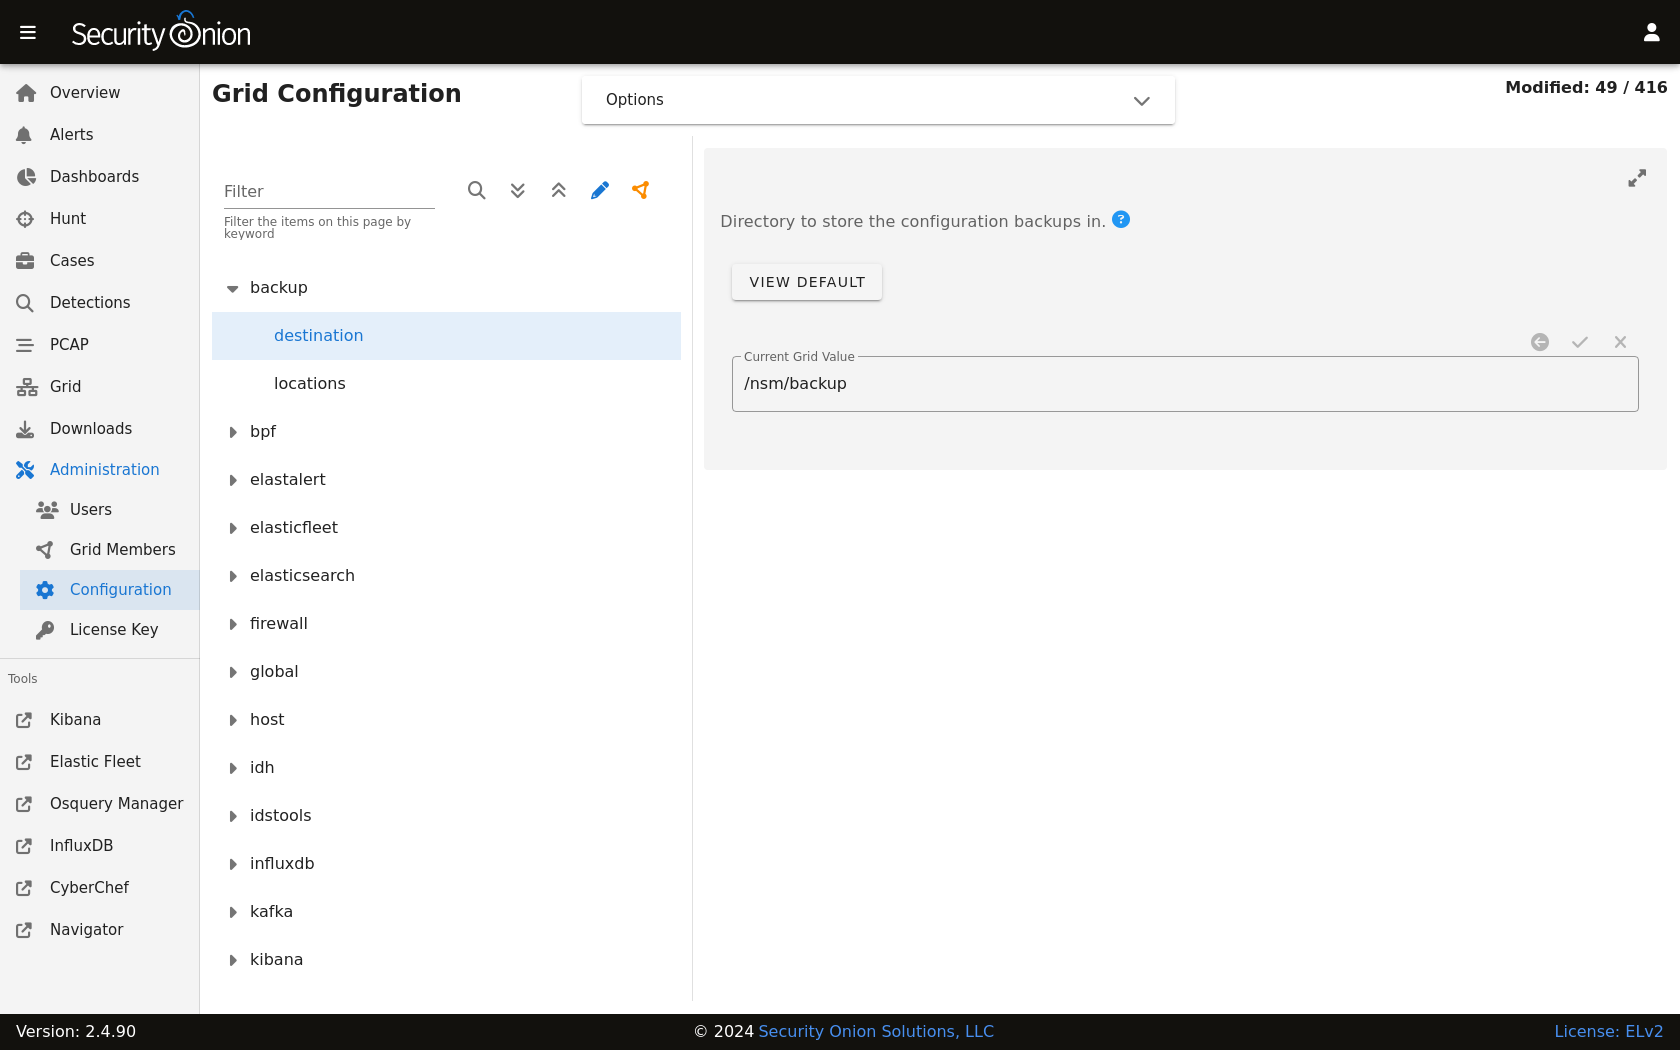 Security Onion
Overview
Alerts
Dashboards
Hunt
Cases
Detections
PCAP
Grid
Downloads
Administration
Users
Grid Members
Configuration
License Key
Tools
Kibana
Elastic Fleet
Osquery Manager
InfluxDB
CyberChef
Navigator
Grid Configuration
Options
Modified: 49 / 416
Filter
Filter the items on this page by
keyword
backup
destination
locations
bpf
elastalert
elasticfleet
elasticsearch
firewall
global
host
idh
idstools
influxdb
kafka
kibana
Directory to store the configuration backups in. ?
VIEW DEFAULT
Current Grid Value
/nsm/backup
Version: 2.4.90
© 2024 Security Onion Solutions, LLC
License: ELv2